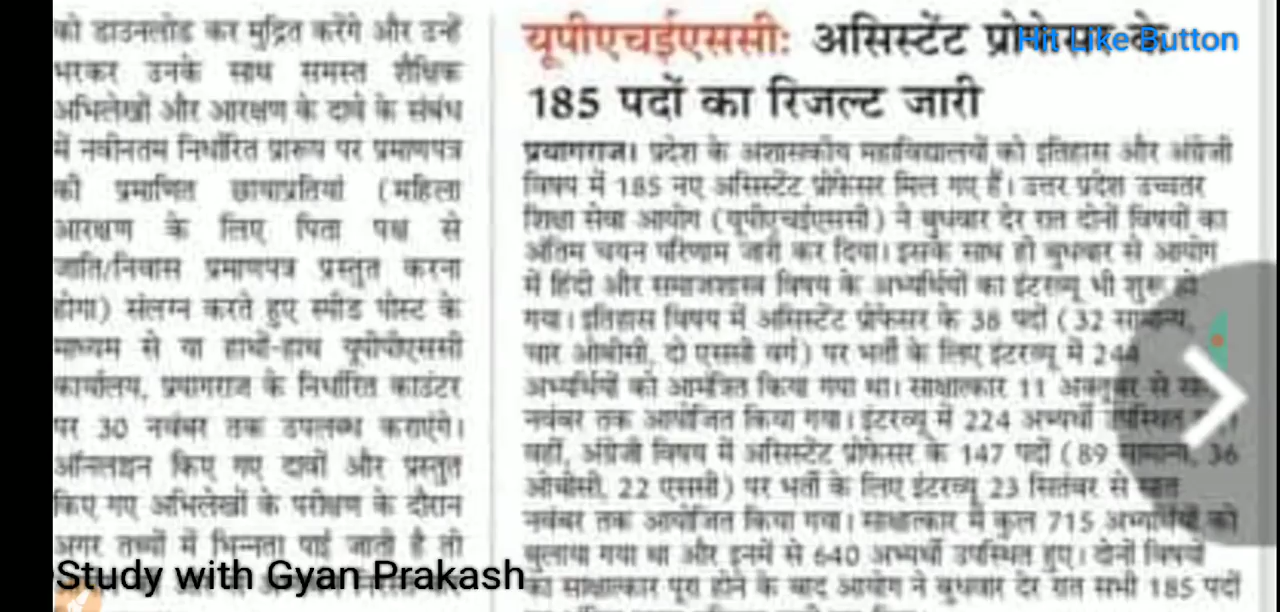 को डाउनलोड कर मुद्रित करेंगे और उन्हें
भरकर उनके साथ समस्त शैक्षिक
अभिलेखों और आरक्षण के दावे के संबंध
में नवीनतम निर्धारित प्रारूप पर प्रमाणपत्र
की प्रमाणित छायाप्रतियां (महिला
आरक्षण के लिए पिता पक्ष से
जाति/निवास प्रमाणपत्र प्रस्तुत करना
होगा) संलग्न करते हुए स्पीड पोस्ट के
माध्यम से या हाथों-हाथ यूपीपीएससी
कार्यालय, प्रयागराज के निर्धारित काउंटर
पर 30 नवंबर तक उपलब्ध कराएंगे।
ऑनलाइन किए गए दावों और प्रस्तुत
किए गए अभिलेखों के परीक्षण के दौरान
अगर तथ्यों में भिन्नता पाई जाती है तो
Study with Gyan Prakash
यूपीएचईएससी: असिस्टेंट प्रोफेसर के
Hit Like Button
185 पदों का रिजल्ट जारी
प्रयागराज। प्रदेश के अशासकीय महाविद्यालयों को इतिहास और अंग्रेजी
विषय में 185 नए असिस्टेंट प्रोफेसर मिल गए हैं। उत्तर प्रदेश उच्चतर
शिक्षा सेवा आयोग (यूपीएचईएससी) ने बुधवार देर रात दोनों विषयों का
अंतिम चयन परिणाम जारी कर दिया। इसके साथ ही बुधवार से आयोग
में हिंदी और समाजशास्त्र विषय के अभ्यर्थियों का इंटरव्यू भी शुरू हो
गया। इतिहास विषय में असिस्टेंट प्रोफेसर के 38 पदों (32 सामान्य,
चार ओबीसी, दो एससी वर्ग) पर भर्ती के लिए इंटरव्यू में 244
अभ्यर्थियों को आमंत्रित किया गया था। साक्षात्कार 11 अक्तूबर से
नवंबर तक आयोजित किया गया। इंटरव्यू में 224 अभ्यर्थी उपस्थित
वहीं, अंग्रेजी विषय में असिस्टेंट प्रोफेसर के 147 पदों (89 सामान्य, 36
ओबीसी, 22 एससी) पर भर्ती के लिए इंटरव्यू 23 सितंबर से सात
नवंबर तक आयोजित किया गया। साक्षात्कार में कुल 715 अभ्यर्थियों को
बुलाया गया था और इनमें से 640 अभ्यर्थी उपस्थित हुए। दोनों विषयों
का साक्षात्कार पूरा होने के बाद आयोग ने बुधवार देर रात सभी 185 पदों